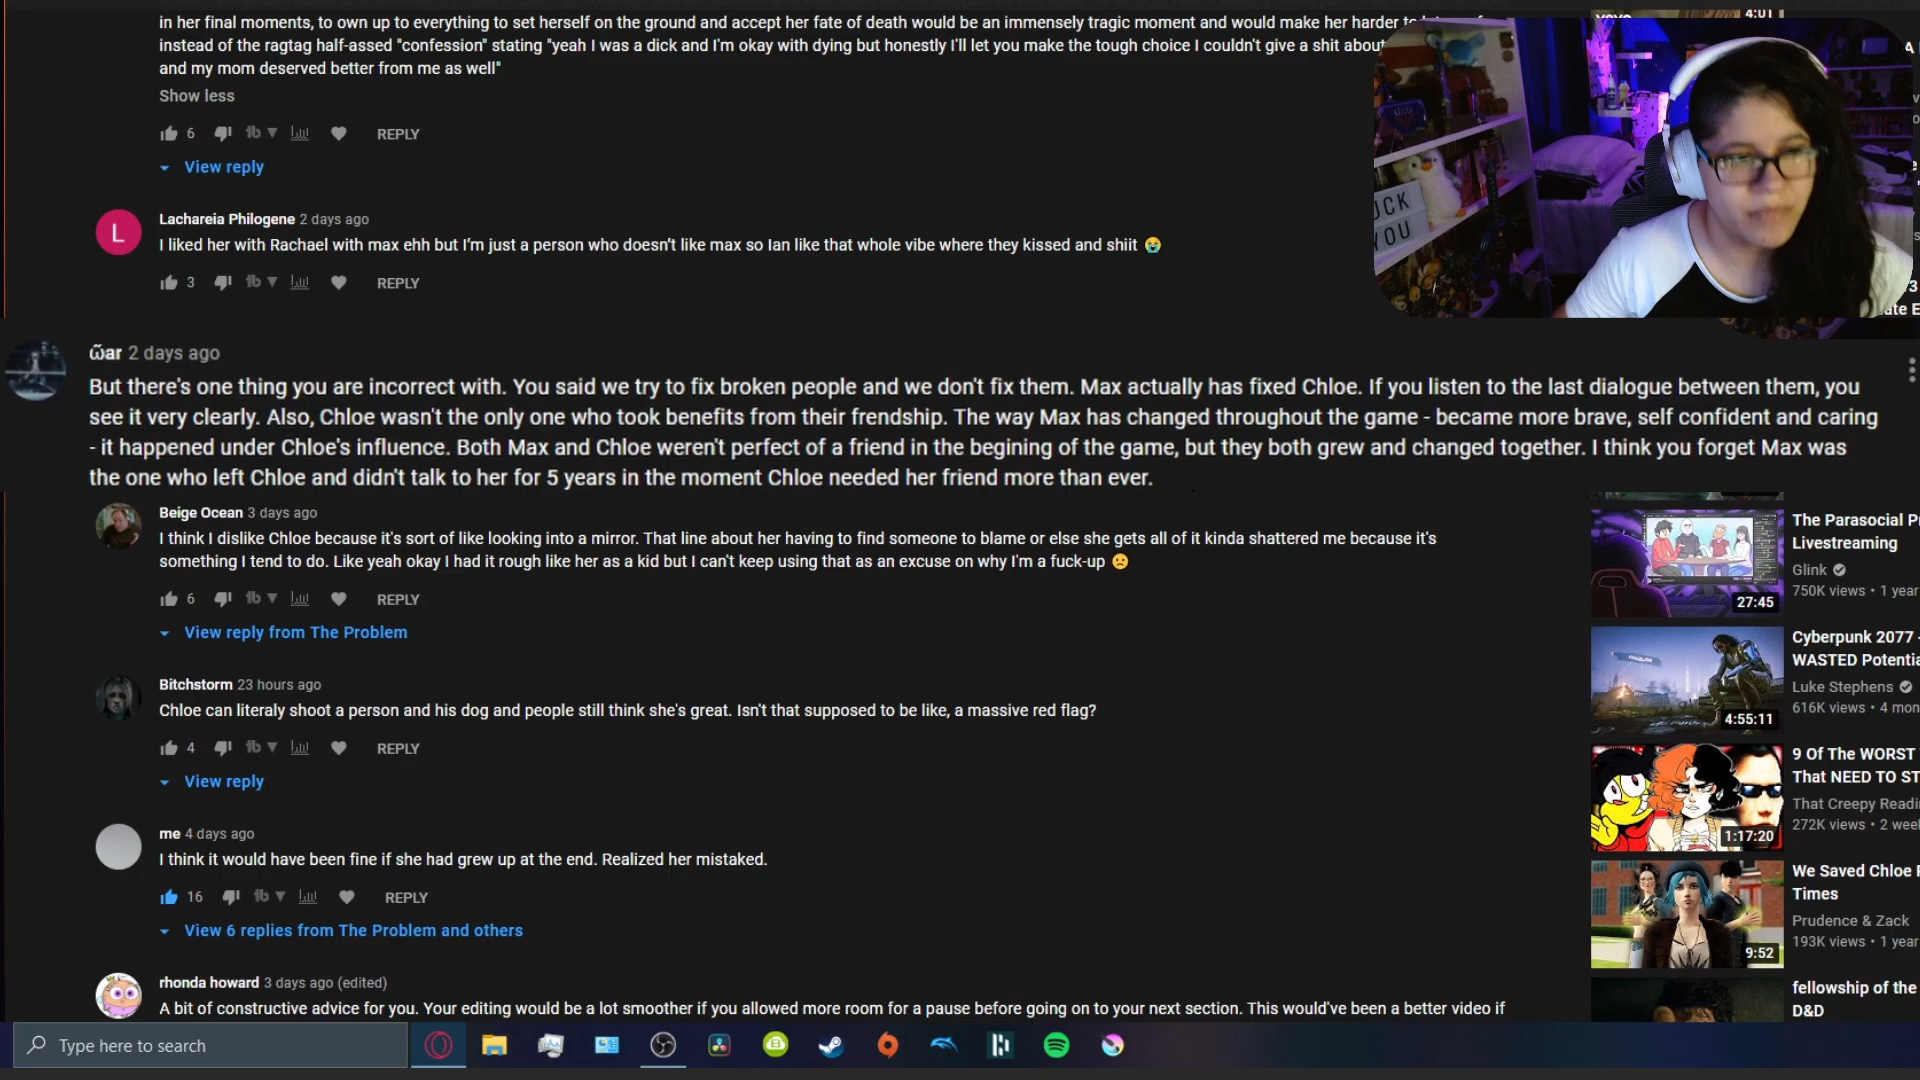 in her final moments, to own up to everything to set herself on the ground and accept her fate of death would be an immensely tragic moment and would make her harder to
instead of the ragtag half-assed "confession" stating "yeah I was a dick and I'm okay with dying but honestly I'll let you make the tough choice I couldn't give a shit about
and my mom deserved better from me as well"
Show less
6 REPLY
View reply
Lachareia Philogene 2 days ago
I liked her with Rachael with max ehh but I'm just a person who doesn't like max so Ian like that whole vibe where they kissed and shiit 😭
3 REPLY
ὣar 2 days ago
But there's one thing you are incorrect with. You said we try to fix broken people and we don't fix them. Max actually has fixed Chloe. If you listen to the last dialogue between them, you
see it very clearly. Also, Chloe wasn't the only one who took benefits from their frendship. The way Max has changed throughout the game - became more brave, self confident and caring
- it happened under Chloe's influence. Both Max and Chloe weren't perfect of a friend in the begining of the game, but they both grew and changed together. I think you forget Max was
the one who left Chloe and didn't talk to her for 5 years in the moment Chloe needed her friend more than ever.
Beige Ocean 3 days ago
I think I dislike Chloe because it's sort of like looking into a mirror. That line about her having to find someone to blame or else she gets all of it kinda shattered me because it's
something I tend to do. Like yeah okay I had it rough like her as a kid but I can't keep using that as an excuse on why I'm a fuck-up 🙁
6 REPLY
View reply from The Problem
Bitchstorm 23 hours ago
Chloe can literaly shoot a person and his dog and people still think she's great. Isn't that supposed to be like, a massive red flag?
4 REPLY
View reply
me 4 days ago
I think it would have been fine if she had grew up at the end. Realized her mistaked.
16 REPLY
View 6 replies from The Problem and others
rhonda howard 3 days ago (edited)
A bit of constructive advice for you. Your editing would be a lot smoother if you allowed more room for a pause before going on to your next section. This would've been a better video if
Type here to search
4:01
UCK
YOU
ate E
The Parasocial P
Livestreaming
Glink
750K views • 1 year
27:45
Cyberpunk 2077 -
WASTED Potentia
Luke Stephens
616K views • 4 mon
4:55:11
9 Of The WORST
That NEED TO ST
That Creepy Readi
272K views • 2 week
1:17:20
We Saved Chloe P
Times
Prudence & Zack
193K views • 1 year
9:52
fellowship of the
D&D